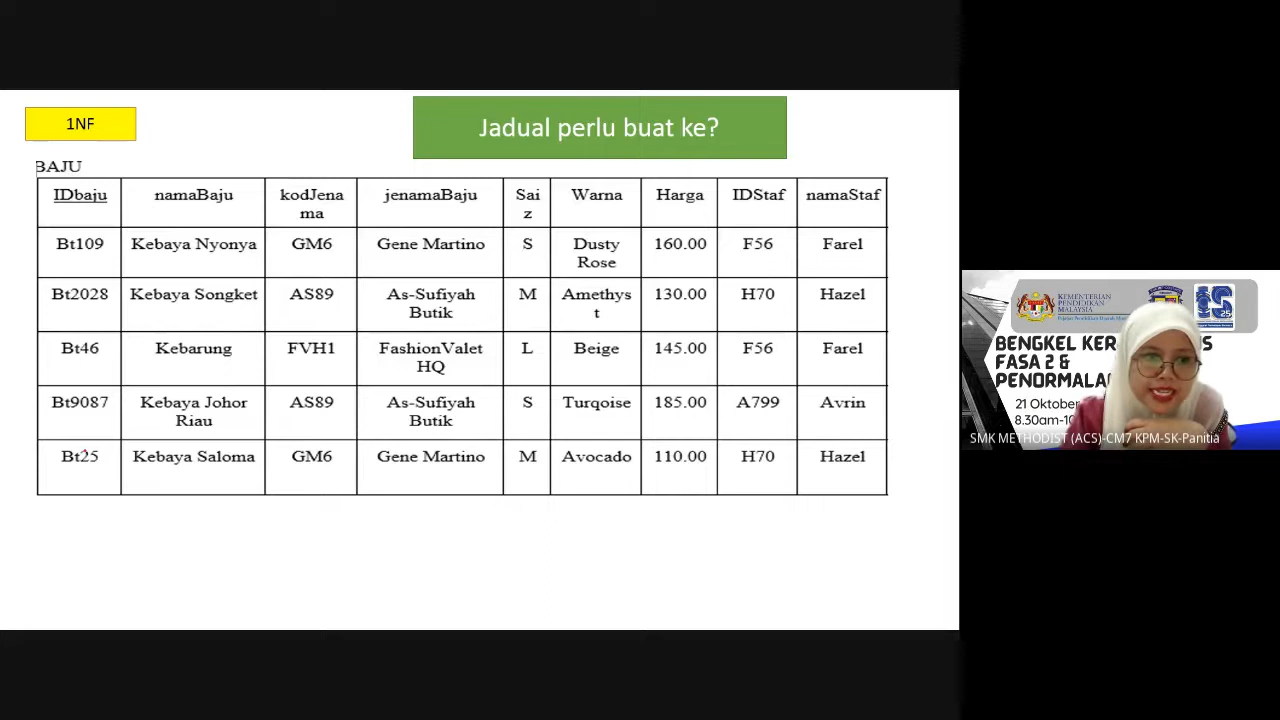 1NF
Jadual perlu buat ke?
BAJU
IDbaju namaBaju kodJena jenamaBaju Sai Warna Harga IDStaf namaStaf
ma z
Bt109 Kebaya Nyonya GM6 Gene Martino S Dusty 160.00 F56 Farel
Rose
Bt2028 Kebaya Songket AS89 As-Sufiyah M Amethys 130.00 H70 Hazel
Butik t
Bt46 Kebarung FVH1 FashionValet L Beige 145.00 F56 Farel
HQ
Bt9087 Kebaya Johor AS89 As-Sufiyah S Turqoise 185.00 A799 Avrin
Riau Butik
Bt25 Kebaya Saloma GM6 Gene Martino M Avocado 110.00 H70 Hazel
KEMENTERIAN
PENDIDIKAN
MALAYSIA
BENGKEL
FASA 2 &
21 Oktober
8.30am-10
SMK METHODIST (ACS)-CM7 KPM-SK-Panitia